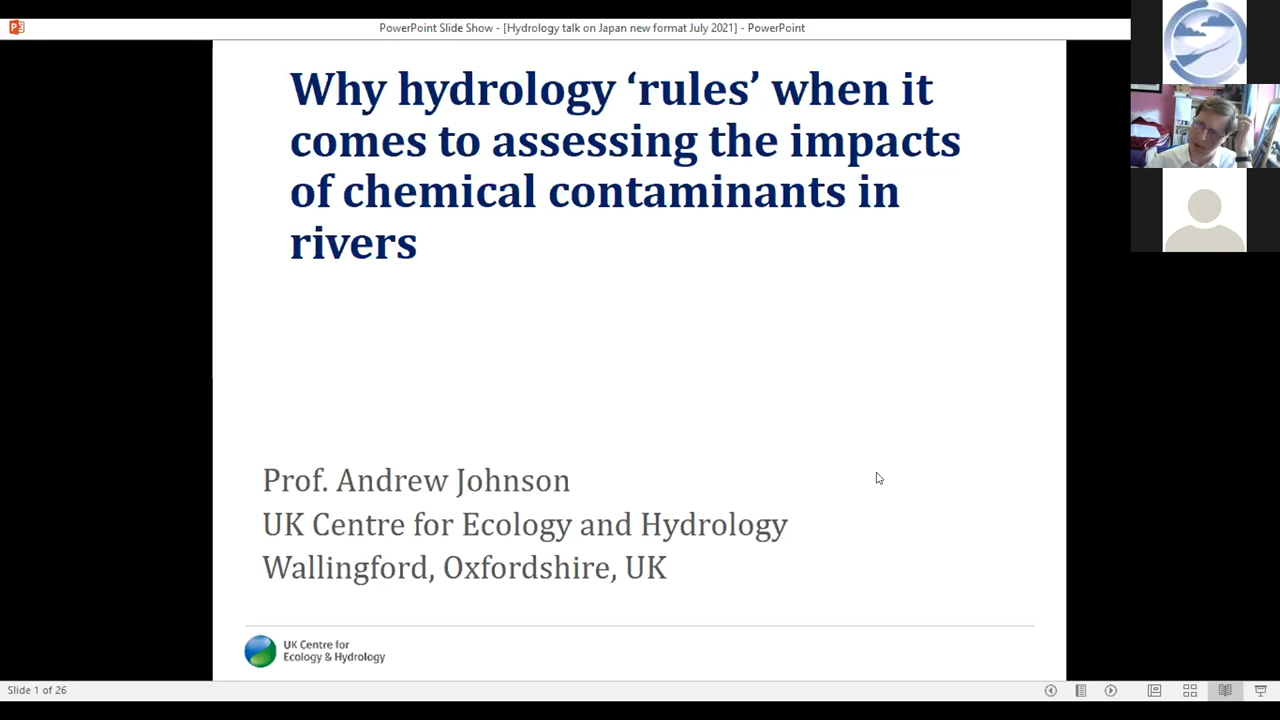 PowerPoint Slide Show - [Hydrology talk on Japan new format July 2021] - PowerPoint
Why hydrology ‘rules’ when it
comes to assessing the impacts
of chemical contaminants in
rivers
Prof. Andrew Johnson
UK Centre for Ecology and Hydrology
Wallingford, Oxfordshire, UK
UK Centre for
Ecology & Hydrology
Slide 1 of 26